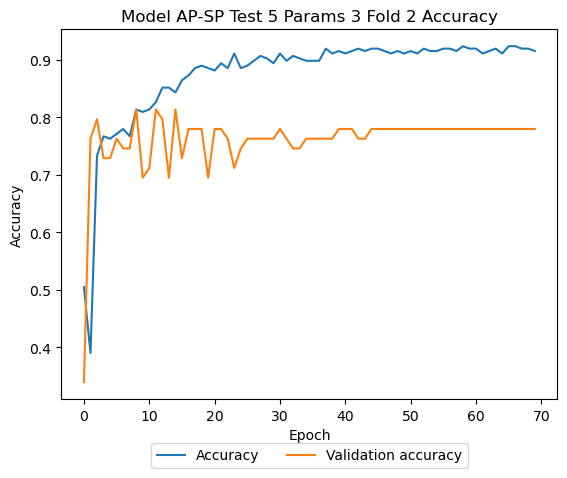 Model AP-SP Test 5 Params 3 Fold 2 Accuracy
Accuracy
0.9
0.8
0.7
0.6
0.5
0.4
0 10 20 30 40 50 60 70
Epoch
Accuracy Validation accuracy